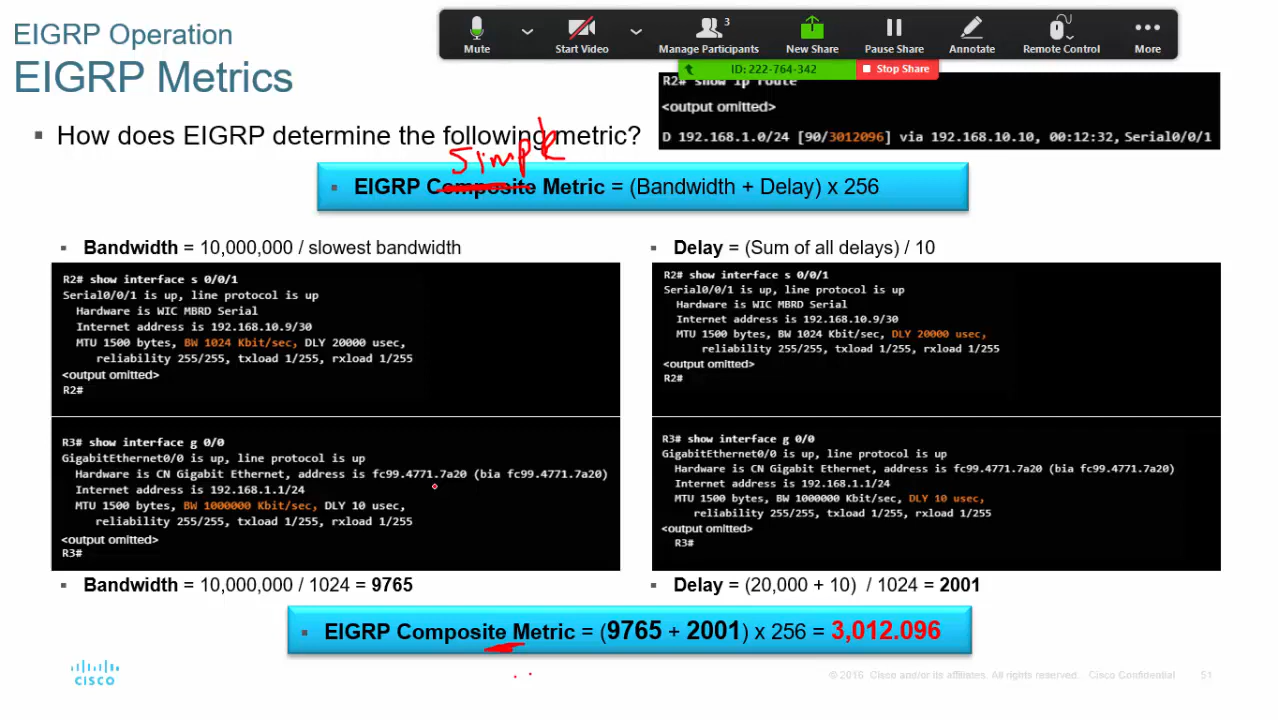 EIGRP Operation
EIGRP Metrics
Mute
Start Video
3
Manage Participants
New Share
Pause Share
Annotate
Remote Control
More
ID: 222-764-342
Stop Share
R2# show ip route
<output omitted>
D 192.168.1.0/24 [90/3012096] via 192.168.10.10, 00:12:32, Serial0/0/1
▪ How does EIGRP determine the following metric?
Simple
▪ EIGRP Composite Metric = (Bandwidth + Delay) x 256
▪ Bandwidth = 10,000,000 / slowest bandwidth
R2# show interface s 0/0/1
Serial0/0/1 is up, line protocol is up
Hardware is WIC MBRD Serial
Internet address is 192.168.10.9/30
MTU 1500 bytes, BW 1024 Kbit/sec, DLY 20000 usec,
reliability 255/255, txload 1/255, rxload 1/255
<output omitted>
R2#
R3# show interface g 0/0
GigabitEthernet0/0 is up, line protocol is up
Hardware is CN Gigabit Ethernet, address is fc99.4771.7a20 (bia fc99.4771.7a20)
Internet address is 192.168.1.1/24
MTU 1500 bytes, BW 1000000 Kbit/sec, DLY 10 usec,
reliability 255/255, txload 1/255, rxload 1/255
<output omitted>
R3#
▪ Bandwidth = 10,000,000 / 1024 = 9765
▪ Delay = (Sum of all delays) / 10
R2# show interface s 0/0/1
Serial0/0/1 is up, line protocol is up
Hardware is WIC MBRD Serial
Internet address is 192.168.10.9/30
MTU 1500 bytes, BW 1024 Kbit/sec, DLY 20000 usec,
reliability 255/255, txload 1/255, rxload 1/255
<output omitted>
R2#
R3# show interface g 0/0
GigabitEthernet0/0 is up, line protocol is up
Hardware is CN Gigabit Ethernet, address is fc99.4771.7a20 (bia fc99.4771.7a20)
Internet address is 192.168.1.1/24
MTU 1500 bytes, BW 1000000 Kbit/sec, DLY 10 usec,
reliability 255/255, txload 1/255, rxload 1/255
<output omitted>
R3#
▪ Delay = (20,000 + 10) / 1024 = 2001
▪ EIGRP Composite Metric = (9765 + 2001) x 256 = 3,012.096
CISCO
© 2016 Cisco and/or its affiliates. All rights reserved. Cisco Confidential
51